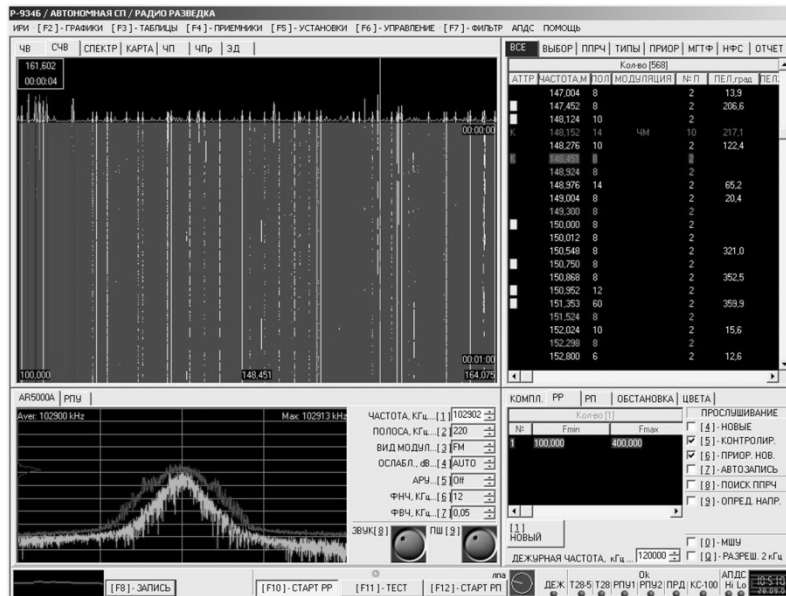 Р-934Б / АВТОНОМНАЯ СП / РАДИО РАЗВЕДКА
ИРИ [F2] - ГРАФИКИ [F3] - ТАБЛИЦЫ [F4] - ПРИЕМНИКИ [F5] - УСТАНОВКИ [F6] - УПРАВЛЕНИЕ [F7] - ФИЛЬТР АПДС ПОМОЩЬ
ЧВ СЧВ СПЕКТР КАРТА ЧП ЧПр ЭД
161,602
00:00:04
00:00:00
00:01:00
100,000 148,451 164,075
ВСЕ ВЫБОР ППРЧ ТИПЫ ПРИОР МГТФ НФС ОТЧЕТ
Кол-во [568]
АТТР ЧАСТОТА,М ПОЛ МОДУЛЯЦИЯ № П ПЕЛ,град ПЕЛ,
147,004 8 2 13,9
147,452 8 2 206,6
148,124 10 2
К 148,152 14 ЧМ 10 217,1
148,276 10 2 122,4
К 148,451 8 2
148,924 8 2
148,976 14 2 65,2
149,004 8 2 20,4
149,300 8 2
150,000 8 2
150,012 8 2
150,548 8 2 321,0
150,750 8 2
150,868 8 2 352,5
150,952 12 2
151,353 60 2 359,9
151,524 8 2
152,024 10 2 15,6
152,298 8 2
152,800 6 2 12,6
AR5000A РПУ
Aver: 102900 kHz Max: 102913 kHz
ЧАСТОТА, КГц...[1] 102902
ПОЛОСА, КГц...[2] 220
ВИД МОДУЛ...[3] FM
ОСЛАБЛ., dB...[4] AUTO
АРУ...[5] Off
ФНЧ, КГц...[6] 12
ФВЧ, КГц...[7] 0,05
ЗВУК[8] ПШ [9]
КОМПЛ. РР РП ОБСТАНОВКА ЦВЕТА
Кол-во [1]
№ Fmin Fmax
1 100,000 400,000
[1]
НОВЫЙ
ДЕЖУРНАЯ ЧАСТОТА, кГц... 120000
ПРОСЛУШИВАНИЕ
[4] - НОВЫЕ
[5] - КОНТРОЛИР.
[6] - ПРИОР. НОВ.
[7] - АВТОЗАПИСЬ
[8] - ПОИСК ППРЧ
[9] - ОПРЕД. НАПР.
[0] - МШУ
[Q] - РАЗРЕШ. 2 кГц
[F8] - ЗАПИСЬ
[F10] - СТАРТ РР [F11] - ТЕСТ [F12] - СТАРТ РП
лпа
Ok
ДЕЖ Т28-5 Т28 РПУ1 РПУ2 ПРД КС-100
АПДС
Hi Lo